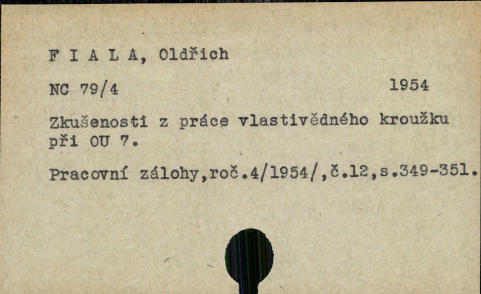 F I A L A, Oldřich
NC 79/4 1954
Zkušenosti z práce vlastivědného kroužku
při OU 7.
Pracovní zálohy,roč.4/1954/,č.12,s.349-351.